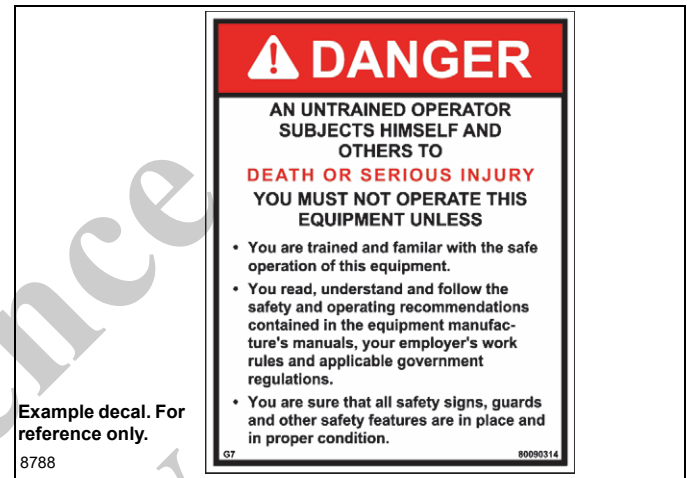 DANGER
AN UNTRAINED OPERATOR
SUBJECTS HIMSELF AND
OTHERS TO
DEATH OR SERIOUS INJURY
YOU MUST NOT OPERATE THIS
EQUIPMENT UNLESS
• You are trained and familar with the safe
operation of this equipment.
• You read, understand and follow the
safety and operating recommendations
contained in the equipment manufac-
ture's manuals, your employer's work
rules and applicable government
regulations.
• You are sure that all safety signs, guards
and other safety features are in place and
in proper condition.
G7 80090314
Example decal. For
reference only.
8788